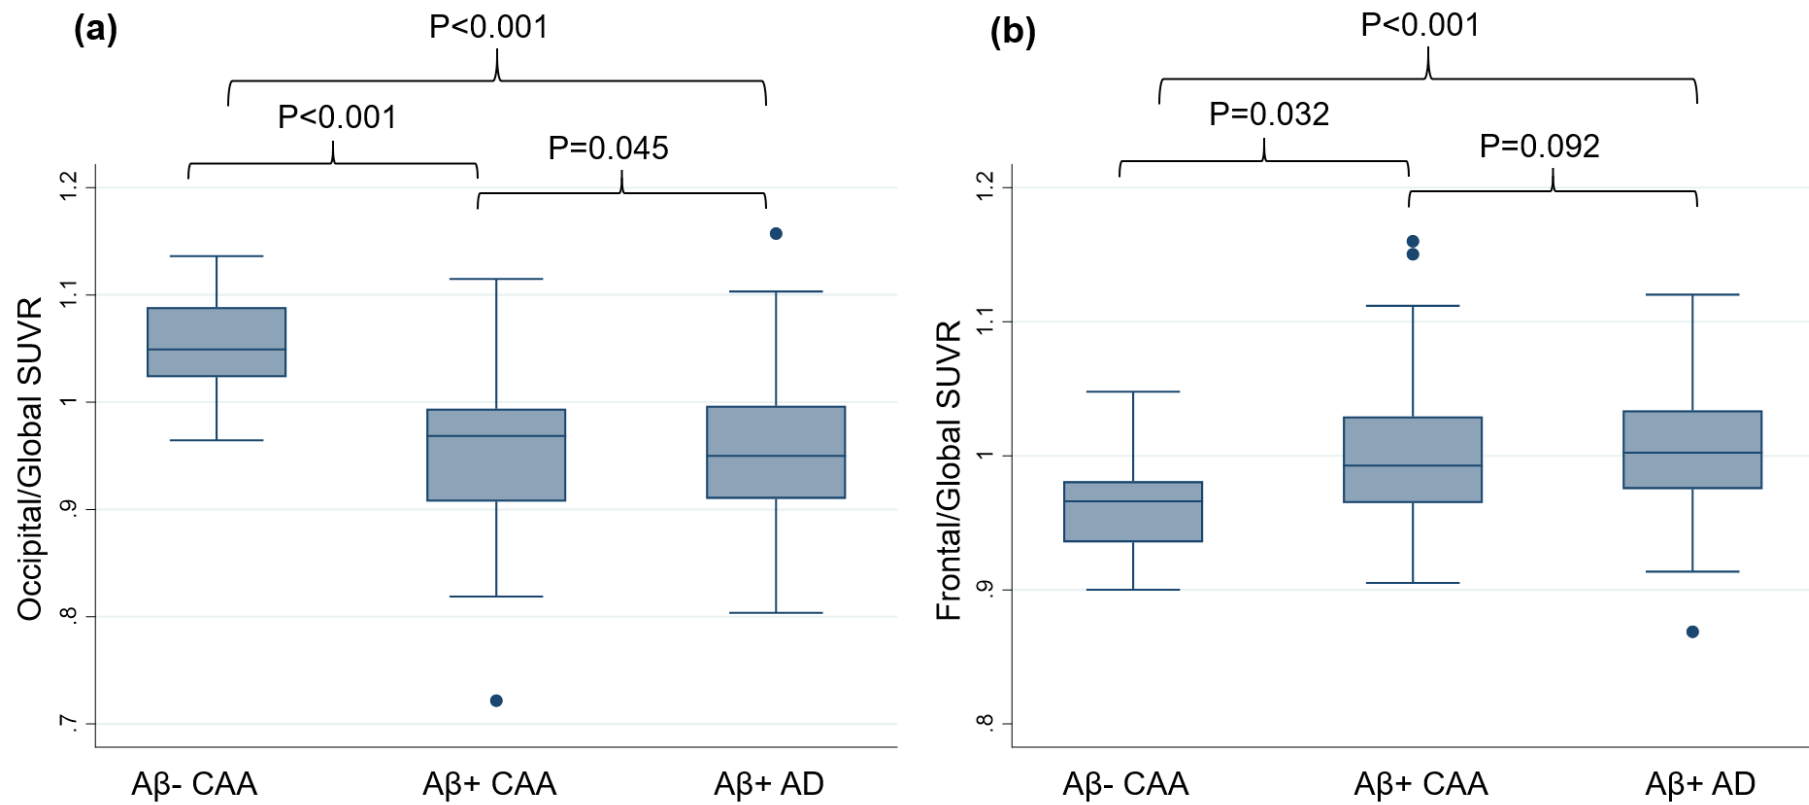 (a)
P<0.001
P<0.001
P=0.045
Occipital/Global SUVR
1.2
1.1
1
.9
.8
.7
Aβ- CAA
Aβ+ CAA
Aβ+ AD
(b)
P<0.001
P=0.032
P=0.092
Frontal/Global SUVR
1.2
1.1
1
.9
.8
Aβ- CAA
Aβ+ CAA
Aβ+ AD